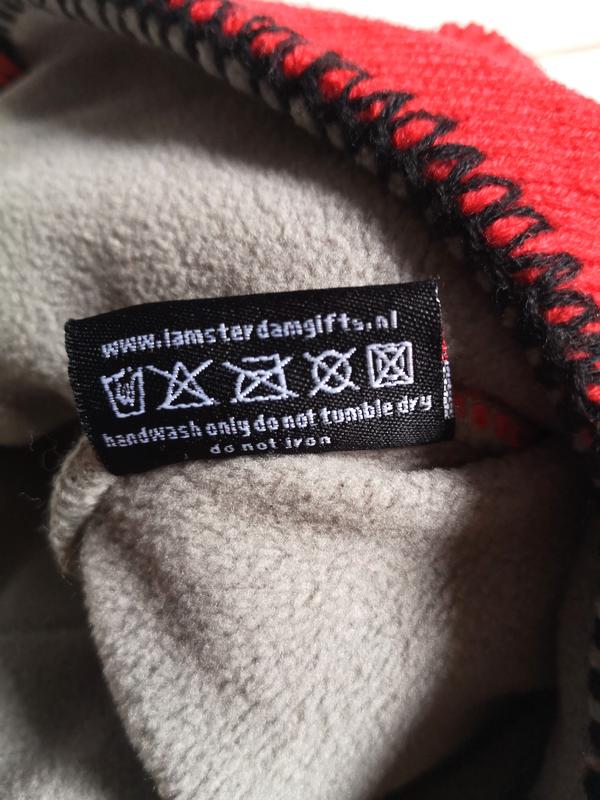 www.iamsterdamgifts.nl
handwash only do not tumble dry
do not iron